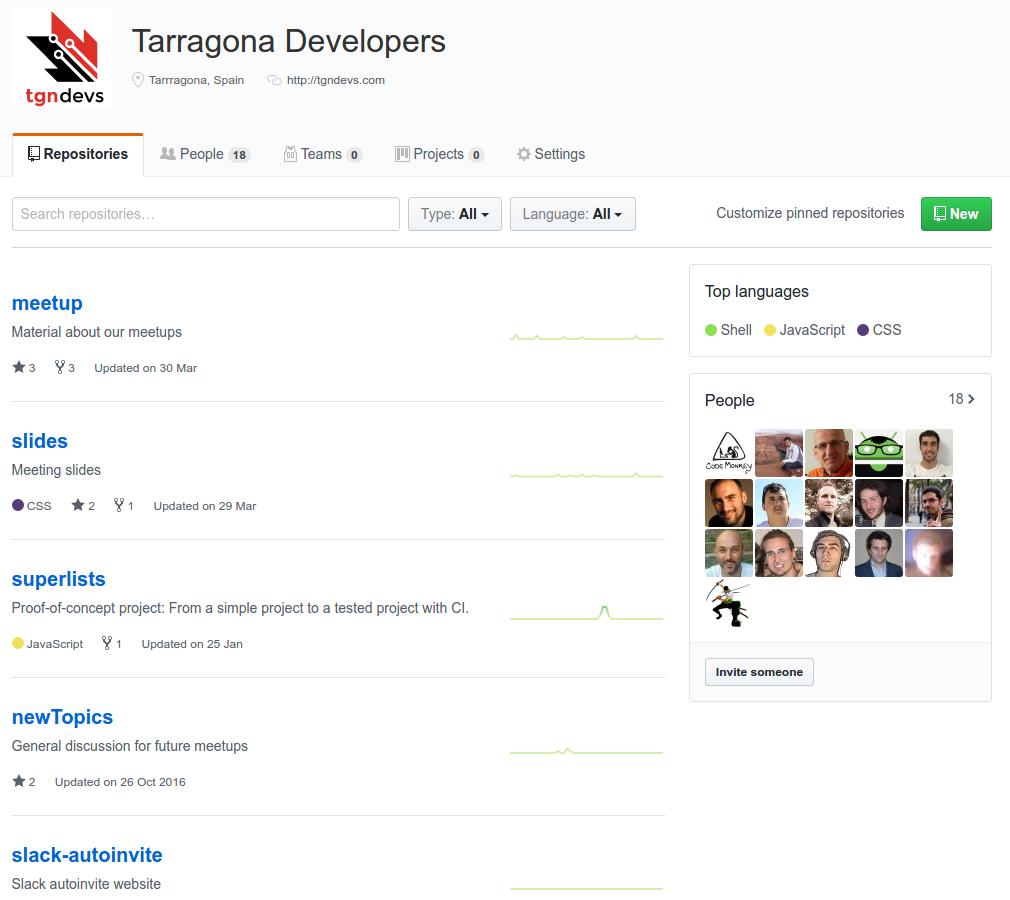 Tarragona Developers
Tarrragona, Spain http://tgndevs.com
tgndevs
Repositories People 18 Teams 0 Projects 0 Settings
Search repositories… Type: All Language: All Customize pinned repositories New
meetup
Material about our meetups
3 3 Updated on 30 Mar
slides
Meeting slides
CSS 2 1 Updated on 29 Mar
superlists
Proof-of-concept project: From a simple project to a tested project with CI.
JavaScript 1 Updated on 25 Jan
newTopics
General discussion for future meetups
2 Updated on 26 Oct 2016
slack-autoinvite
Slack autoinvite website
Top languages
Shell JavaScript CSS
People 18
CODE MONKEY
Invite someone